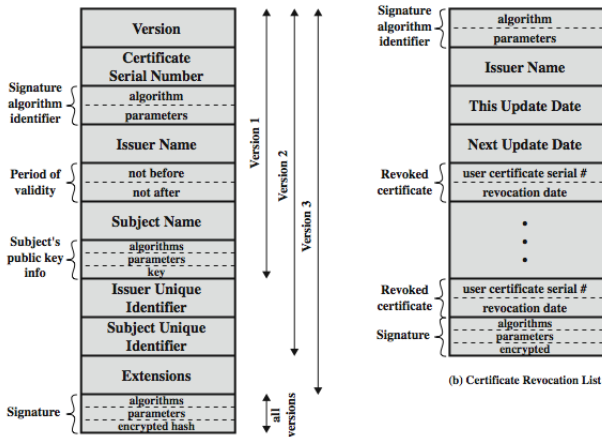 Version
Certificate
Serial Number
Signature
algorithm
identifier
algorithm
parameters
Issuer Name
Period of
validity
not before
not after
Subject Name
Subject's
public key
info
algorithms
parameters
key
Issuer Unique
Identifier
Subject Unique
Identifier
Extensions
Signature
algorithms
parameters
encrypted hash
Version 1
Version 2
Version 3
all
versions
Signature
algorithm
identifier
algorithm
parameters
Issuer Name
This Update Date
Next Update Date
Revoked
certificate
user certificate serial #
revocation date
•
•
•
Revoked
certificate
user certificate serial #
revocation date
Signature
algorithms
parameters
encrypted
(b) Certificate Revocation List